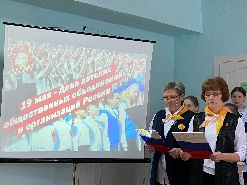 19 мая - День детских
общественных объединений
и организаций России